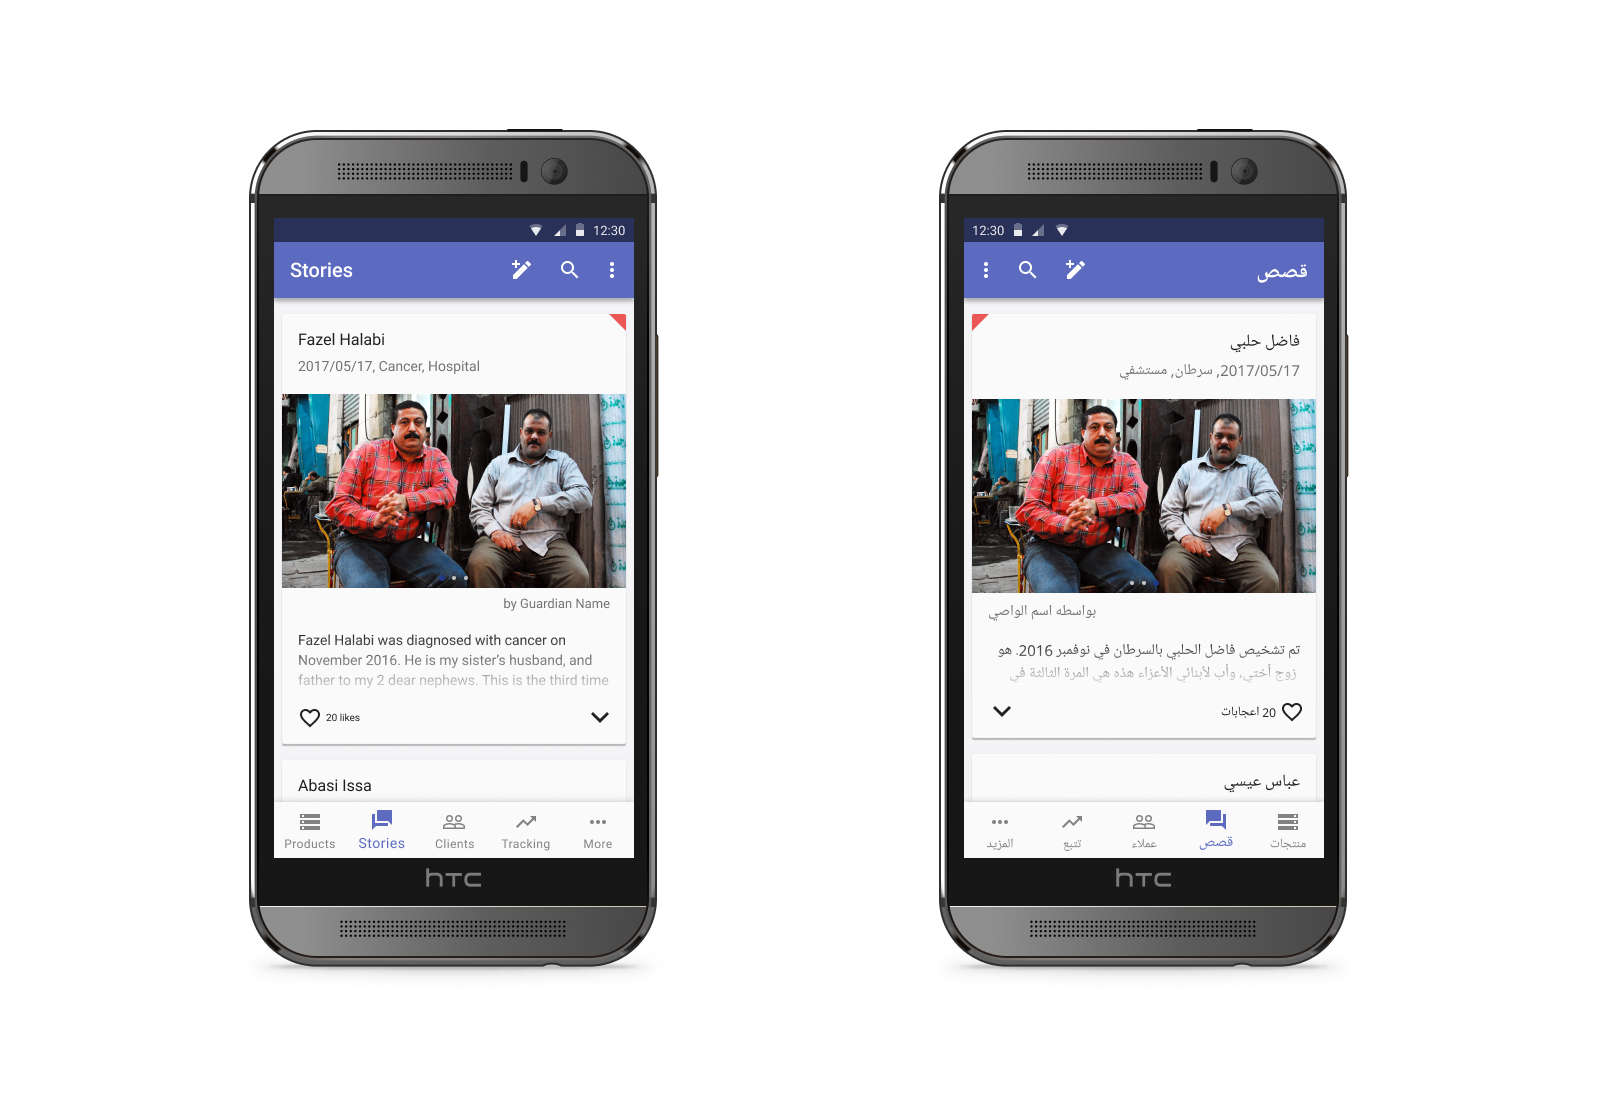 12:30
Stories
Fazel Halabi
2017/05/17, Cancer, Hospital
by Guardian Name
Fazel Halabi was diagnosed with cancer on
November 2016. He is my sister’s husband, and
father to my 2 dear nephews. This is the third time
20 likes
Abasi Issa
Products
Stories
Clients
Tracking
More
hTC
12:30
قصص
فاضل حلبي
2017/05/17, سرطان, مستشفي
بواسطه اسم الواصي
تم تشخيص فاضل الحلبي بالسرطان في نوفمبر 2016. هو
زوج أختي، وأب لأبنائي الأعزاء هذه هي المرة الثالثة في
20 اعجابات
عباس عيسي
منتجات
قصص
عملاء
تتبع
المزيد
hTC